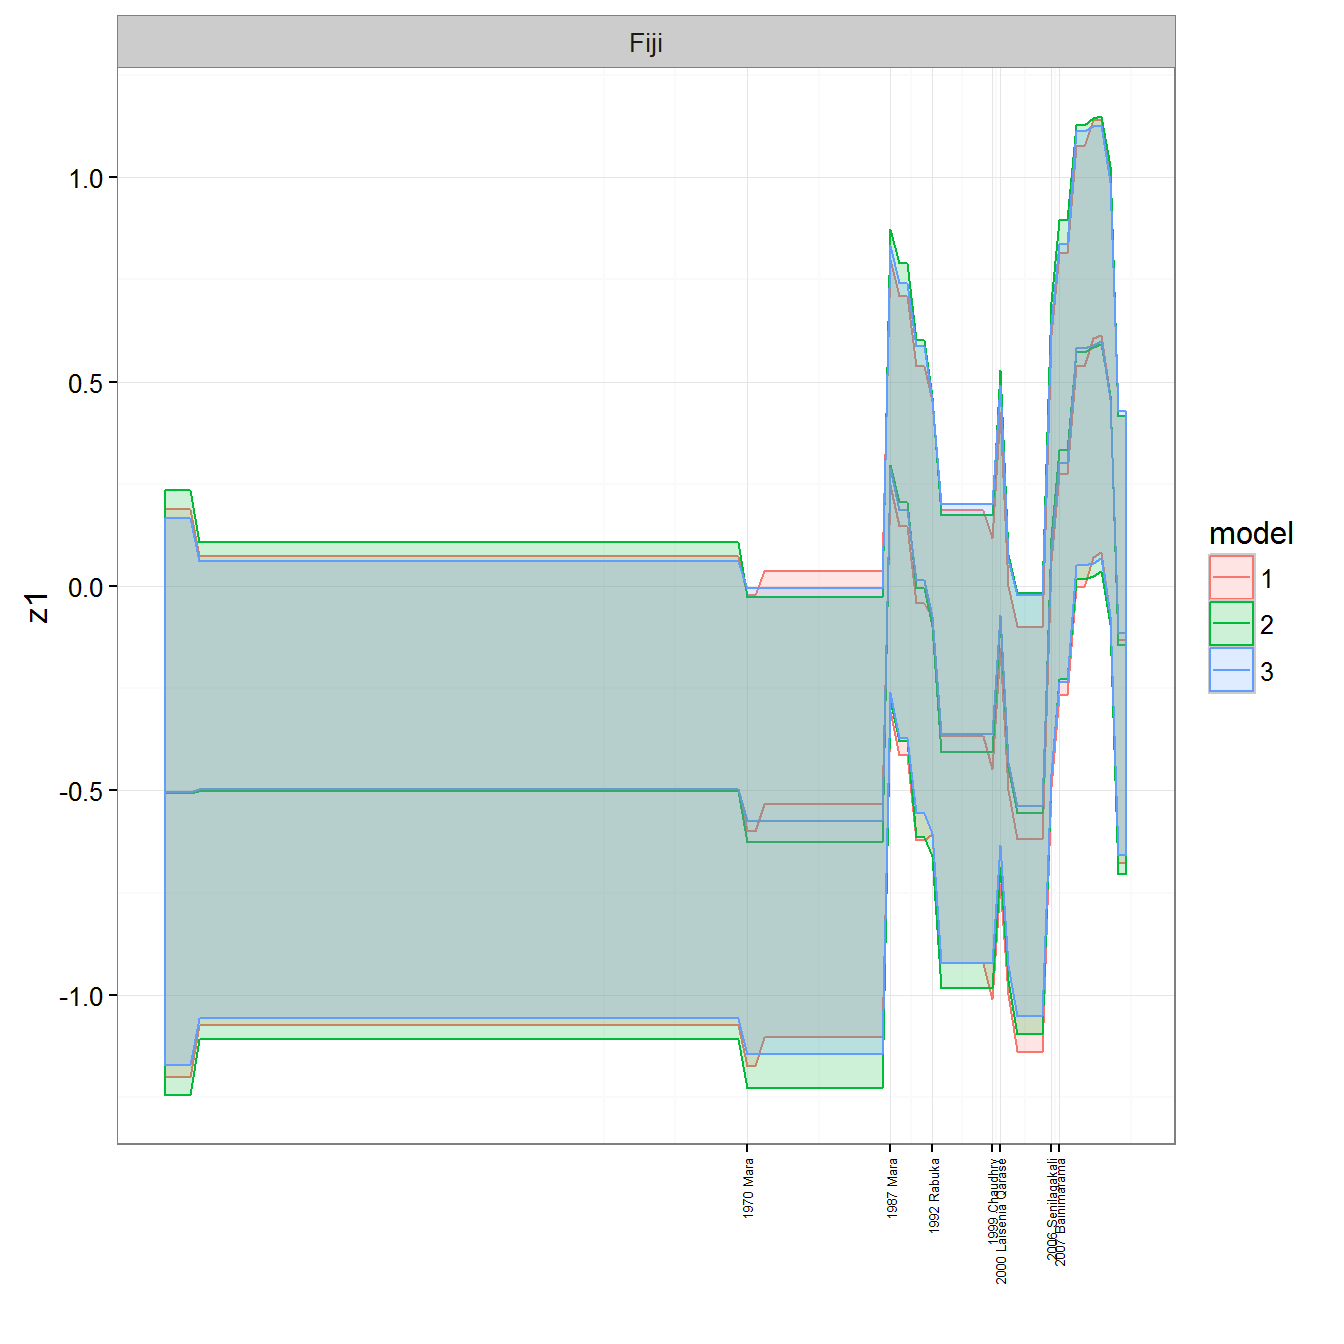 Fiji
1.0
0.5
0.0
-0.5
-1.0
z1
model
1
2
3
1970 Mara
1987 Mara
1992 Rabuka
1999 Chaudhry
2000 Laisenia Qarase
2006 Senilagakali
2007 Bainimarama